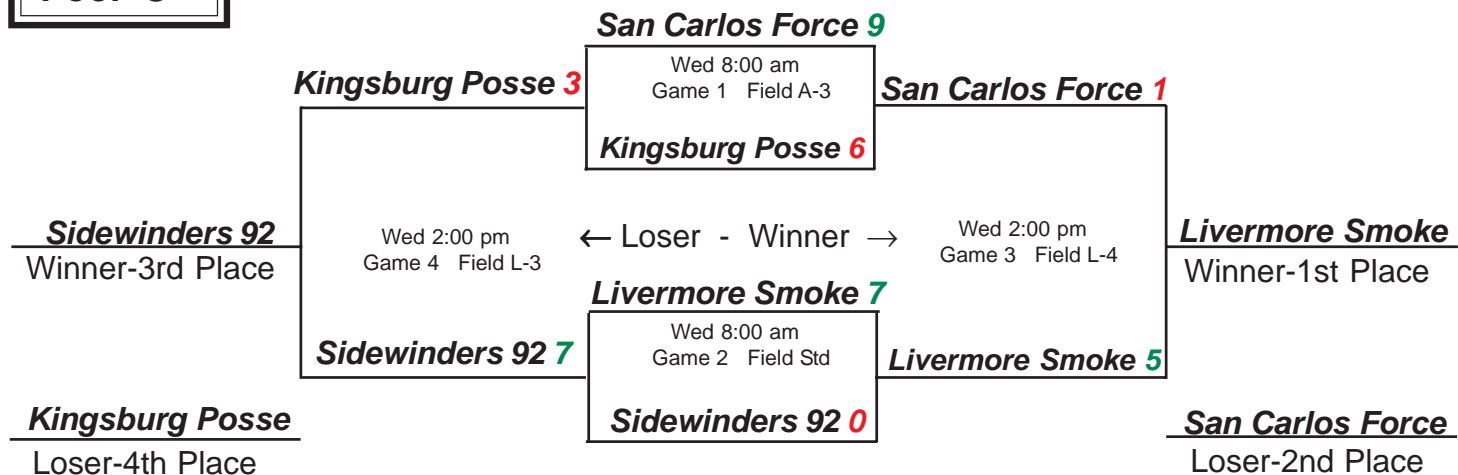 San Carlos Force 9
Wed 8:00 am
Kingsburg Posse 3
Game 1 Field A-3
San Carlos Force 1
Kingsburg Posse 6
Sidewinders 92
Winner-3rd Place
Wed 2:00 pm
Game 4 Field L-3
← Loser - Winner →
Wed 2:00 pm
Game 3 Field L-4
Livermore Smoke
Winner-1st Place
Livermore Smoke 7
Wed 8:00 am
Sidewinders 92 7
Game 2 Field Std
Livermore Smoke 5
Sidewinders 92 0
Kingsburg Posse
Loser-4th Place
San Carlos Force
Loser-2nd Place